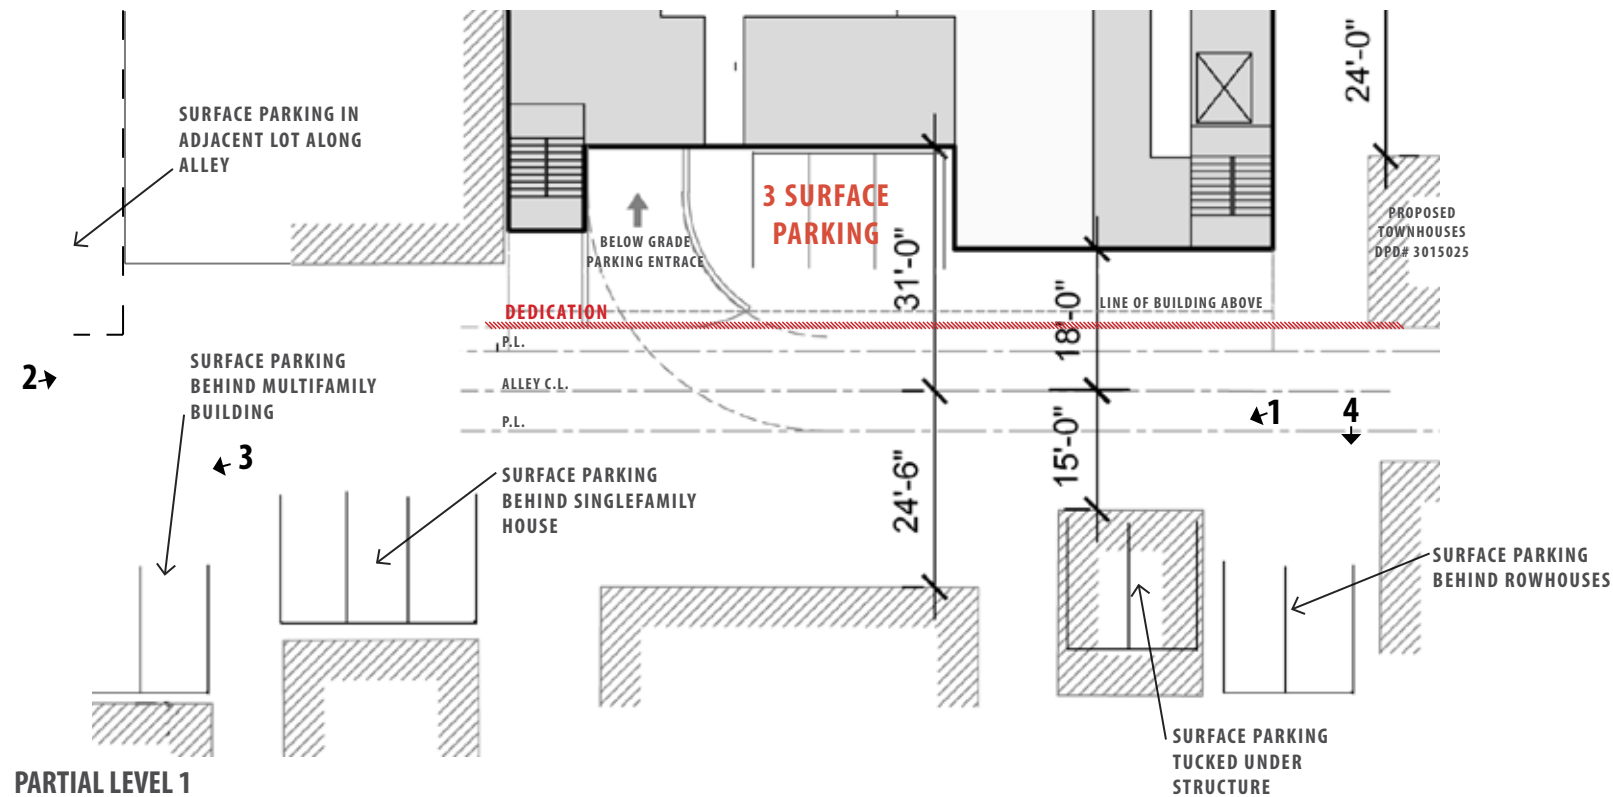 24'-0"
SURFACE PARKING IN
ADJACENT LOT ALONG
ALLEY
3 SURFACE
PARKING
BELOW GRADE
PARKING ENTRACE
31'-0"
PROPOSED
TOWNHOUSES
DPD# 3015025
DEDICATION
LINE OF BUILDING ABOVE
18'-0"
P.L.
SURFACE PARKING
BEHIND MULTIFAMILY
BUILDING
2
ALLEY C.L.
P.L.
1
4
3
SURFACE PARKING
BEHIND SINGLEFAMILY
HOUSE
24'-6"
15'-0"
SURFACE PARKING
BEHIND ROWHOUSES
SURFACE PARKING
TUCKED UNDER
STRUCTURE
PARTIAL LEVEL 1